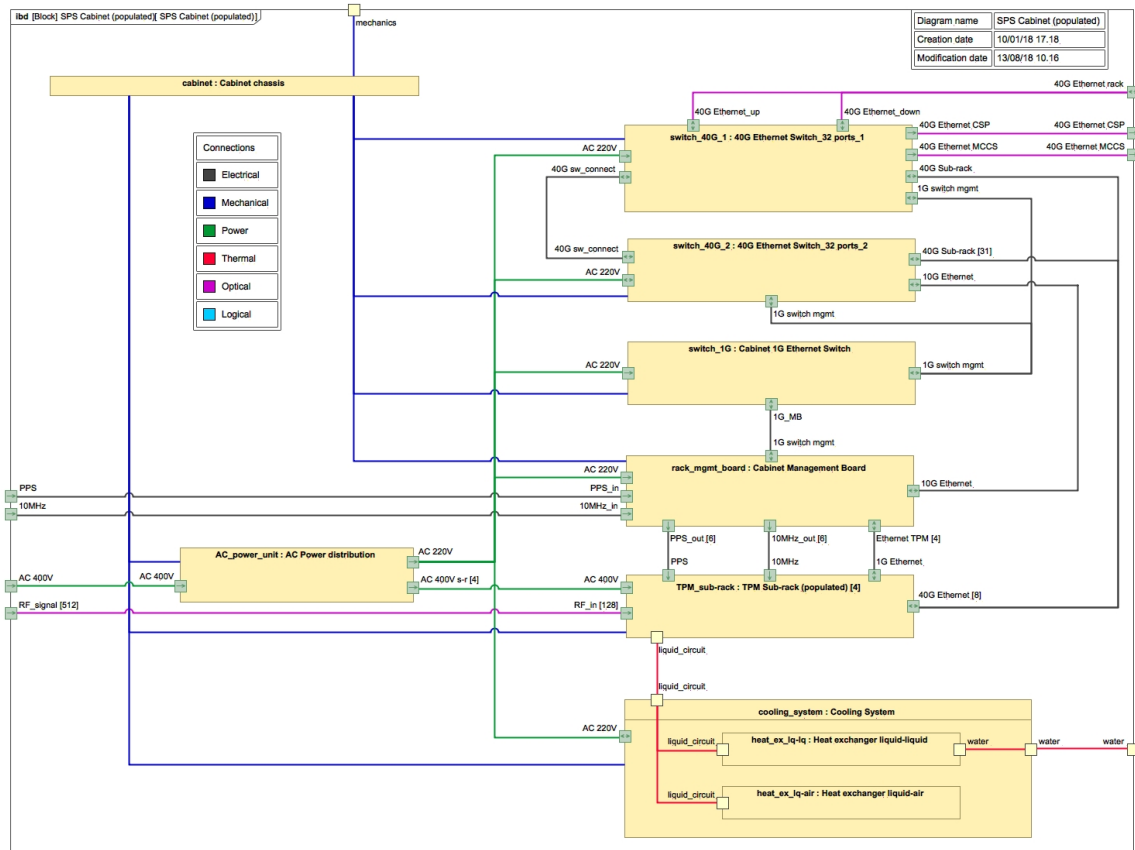 ibd [Block] SPS Cabinet (populated)[ SPS Cabinet (populated)]
mechanics
Diagram name SPS Cabinet (populated)
Creation date 10/01/18 17.18
Modification date 13/08/18 10.16
cabinet : Cabinet chassis
40G Ethernet rack
40G Ethernet_up
40G Ethernet_down
Connections
Electrical
Mechanical
Power
Thermal
Optical
Logical
switch_40G_1 : 40G Ethernet Switch_32 ports_1
AC 220V
40G sw_connect
40G Ethernet CSP
40G Ethernet CSP
40G Ethernet MCCS
40G Ethernet MCCS
40G Sub-rack
1G switch mgmt
switch_40G_2 : 40G Ethernet Switch_32 ports_2
40G sw_connect
AC 220V
40G Sub-rack [31]
10G Ethernet
1G switch mgmt
switch_1G : Cabinet 1G Ethernet Switch
AC 220V
1G switch mgmt
1G_MB
1G switch mgmt
rack_mgmt_board : Cabinet Management Board
AC 220V
PPS
PPS_in
10MHz
10MHz_in
10G Ethernet
PPS_out [6]
10MHz_out [6]
Ethernet TPM [4]
PPS
10MHz
1G Ethernet
AC_power_unit : AC Power distribution
AC 400V
AC 400V
AC 220V
AC 400V s-r [4]
AC 400V
TPM_sub-rack : TPM Sub-rack (populated) [4]
RF_signal [512]
RF_in [128]
40G Ethernet [8]
liquid_circuit
liquid_circuit
cooling_system : Cooling System
AC 220V
liquid_circuit
heat_ex_lq-lq : Heat exchanger liquid-liquid
water
water
water
liquid_circuit
heat_ex_lq-air : Heat exchanger liquid-air